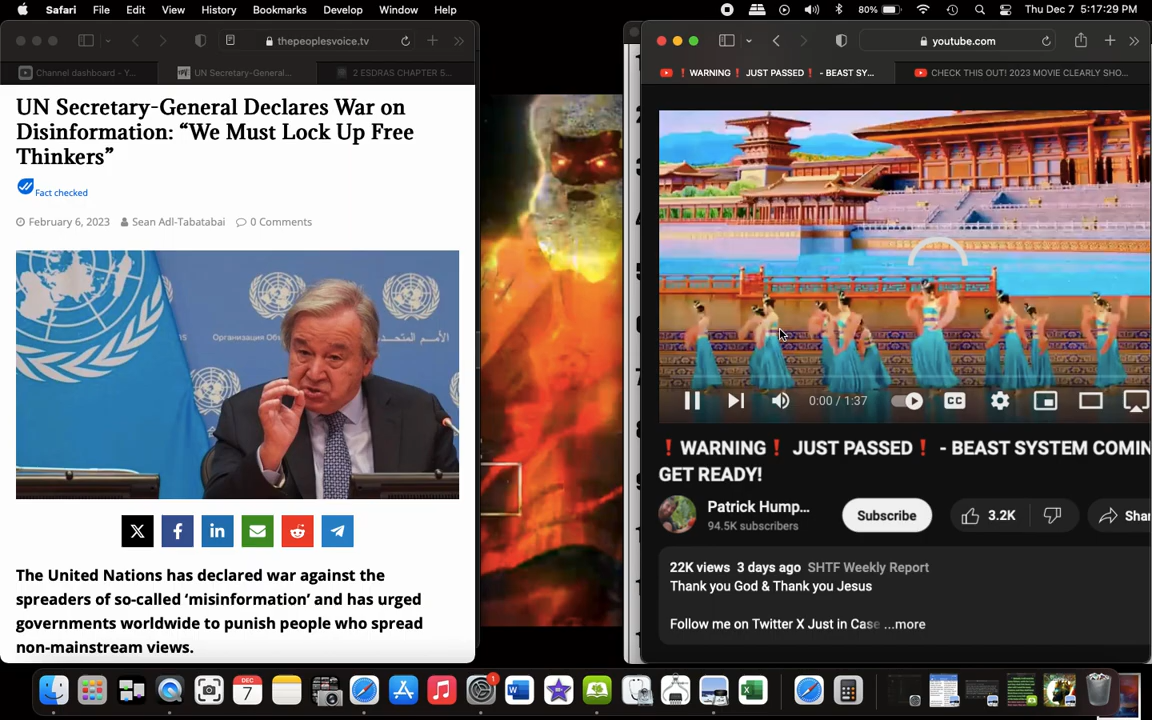 Safari File Edit View History Bookmarks Develop Window Help
80% Thu Dec 7 5:17:29 PM
thepeoplesvoice.tv
Channel dashboard - Y...
UN Secretary-General...
2 ESDRAS CHAPTER 5...
UN Secretary-General Declares War on
Disinformation: “We Must Lock Up Free
Thinkers”
Fact checked
February 6, 2023 Sean Adl-Tabatabai 0 Comments
The United Nations has declared war against the
spreaders of so-called ‘misinformation’ and has urged
governments worldwide to punish people who spread
non-mainstream views.
youtube.com
❗WARNING❗ JUST PASSED❗ - BEAST SY...
CHECK THIS OUT! 2023 MOVIE CLEARLY SHO...
0:00 / 1:37
CC
❗WARNING❗ JUST PASSED❗ - BEAST SYSTEM COMIN
GET READY!
Patrick Hump...
94.5K subscribers
Subscribe
3.2K
Shar
22K views 3 days ago SHTF Weekly Report
Thank you God & Thank you Jesus
Follow me on Twitter X Just in Case ...more
DEC
7
1